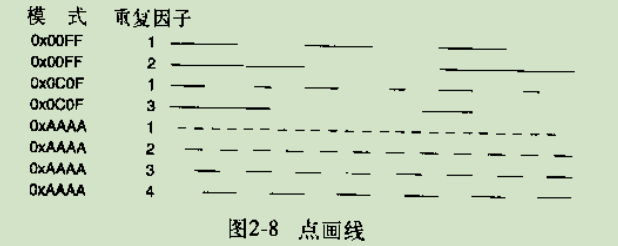 模 式 重复因子
0x00FF 1
0x00FF 2
0x0C0F 1
0x0C0F 3
0xAAAA 1
0xAAAA 2
0xAAAA 3
0xAAAA 4
图2-8 点画线